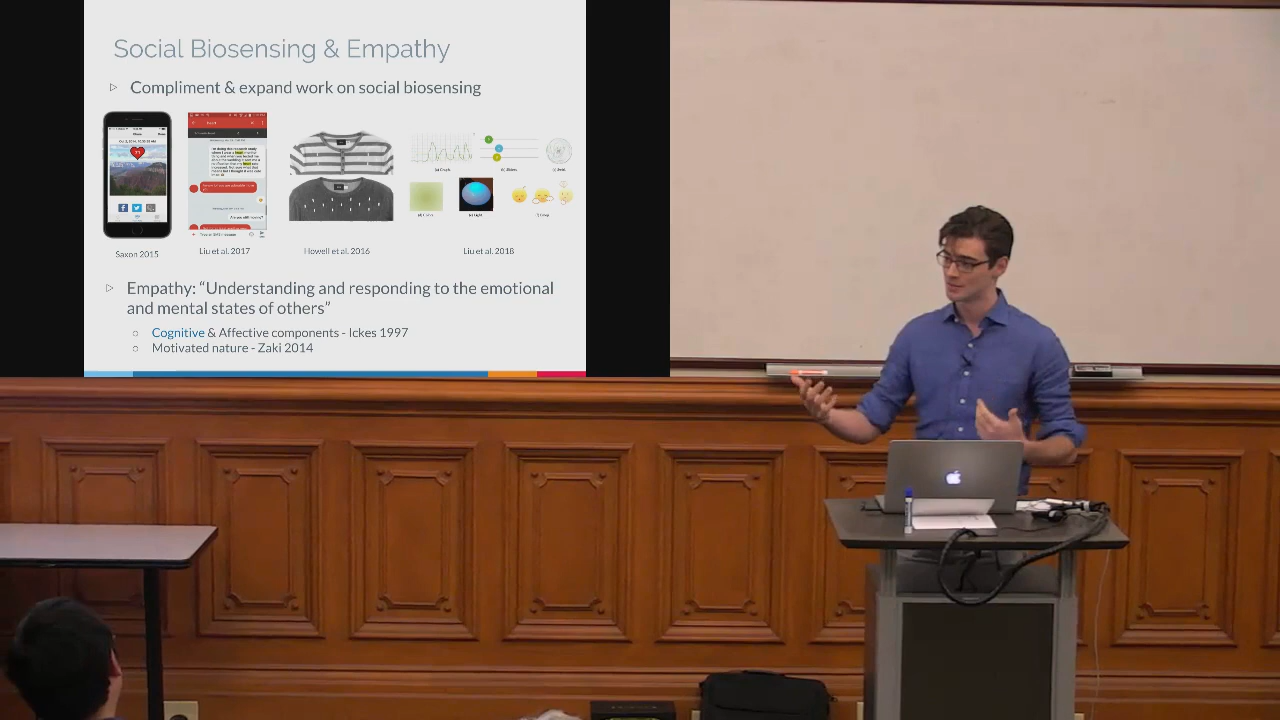 Social Biosensing & Empathy
Compliment & expand work on social biosensing
Saxon 2015
Liu et al. 2017
Howell et al. 2016
Liu et al. 2018
Empathy: “Understanding and responding to the emotional
and mental states of others”
Cognitive & Affective components - Ickes 1997
Motivated nature - Zaki 2014